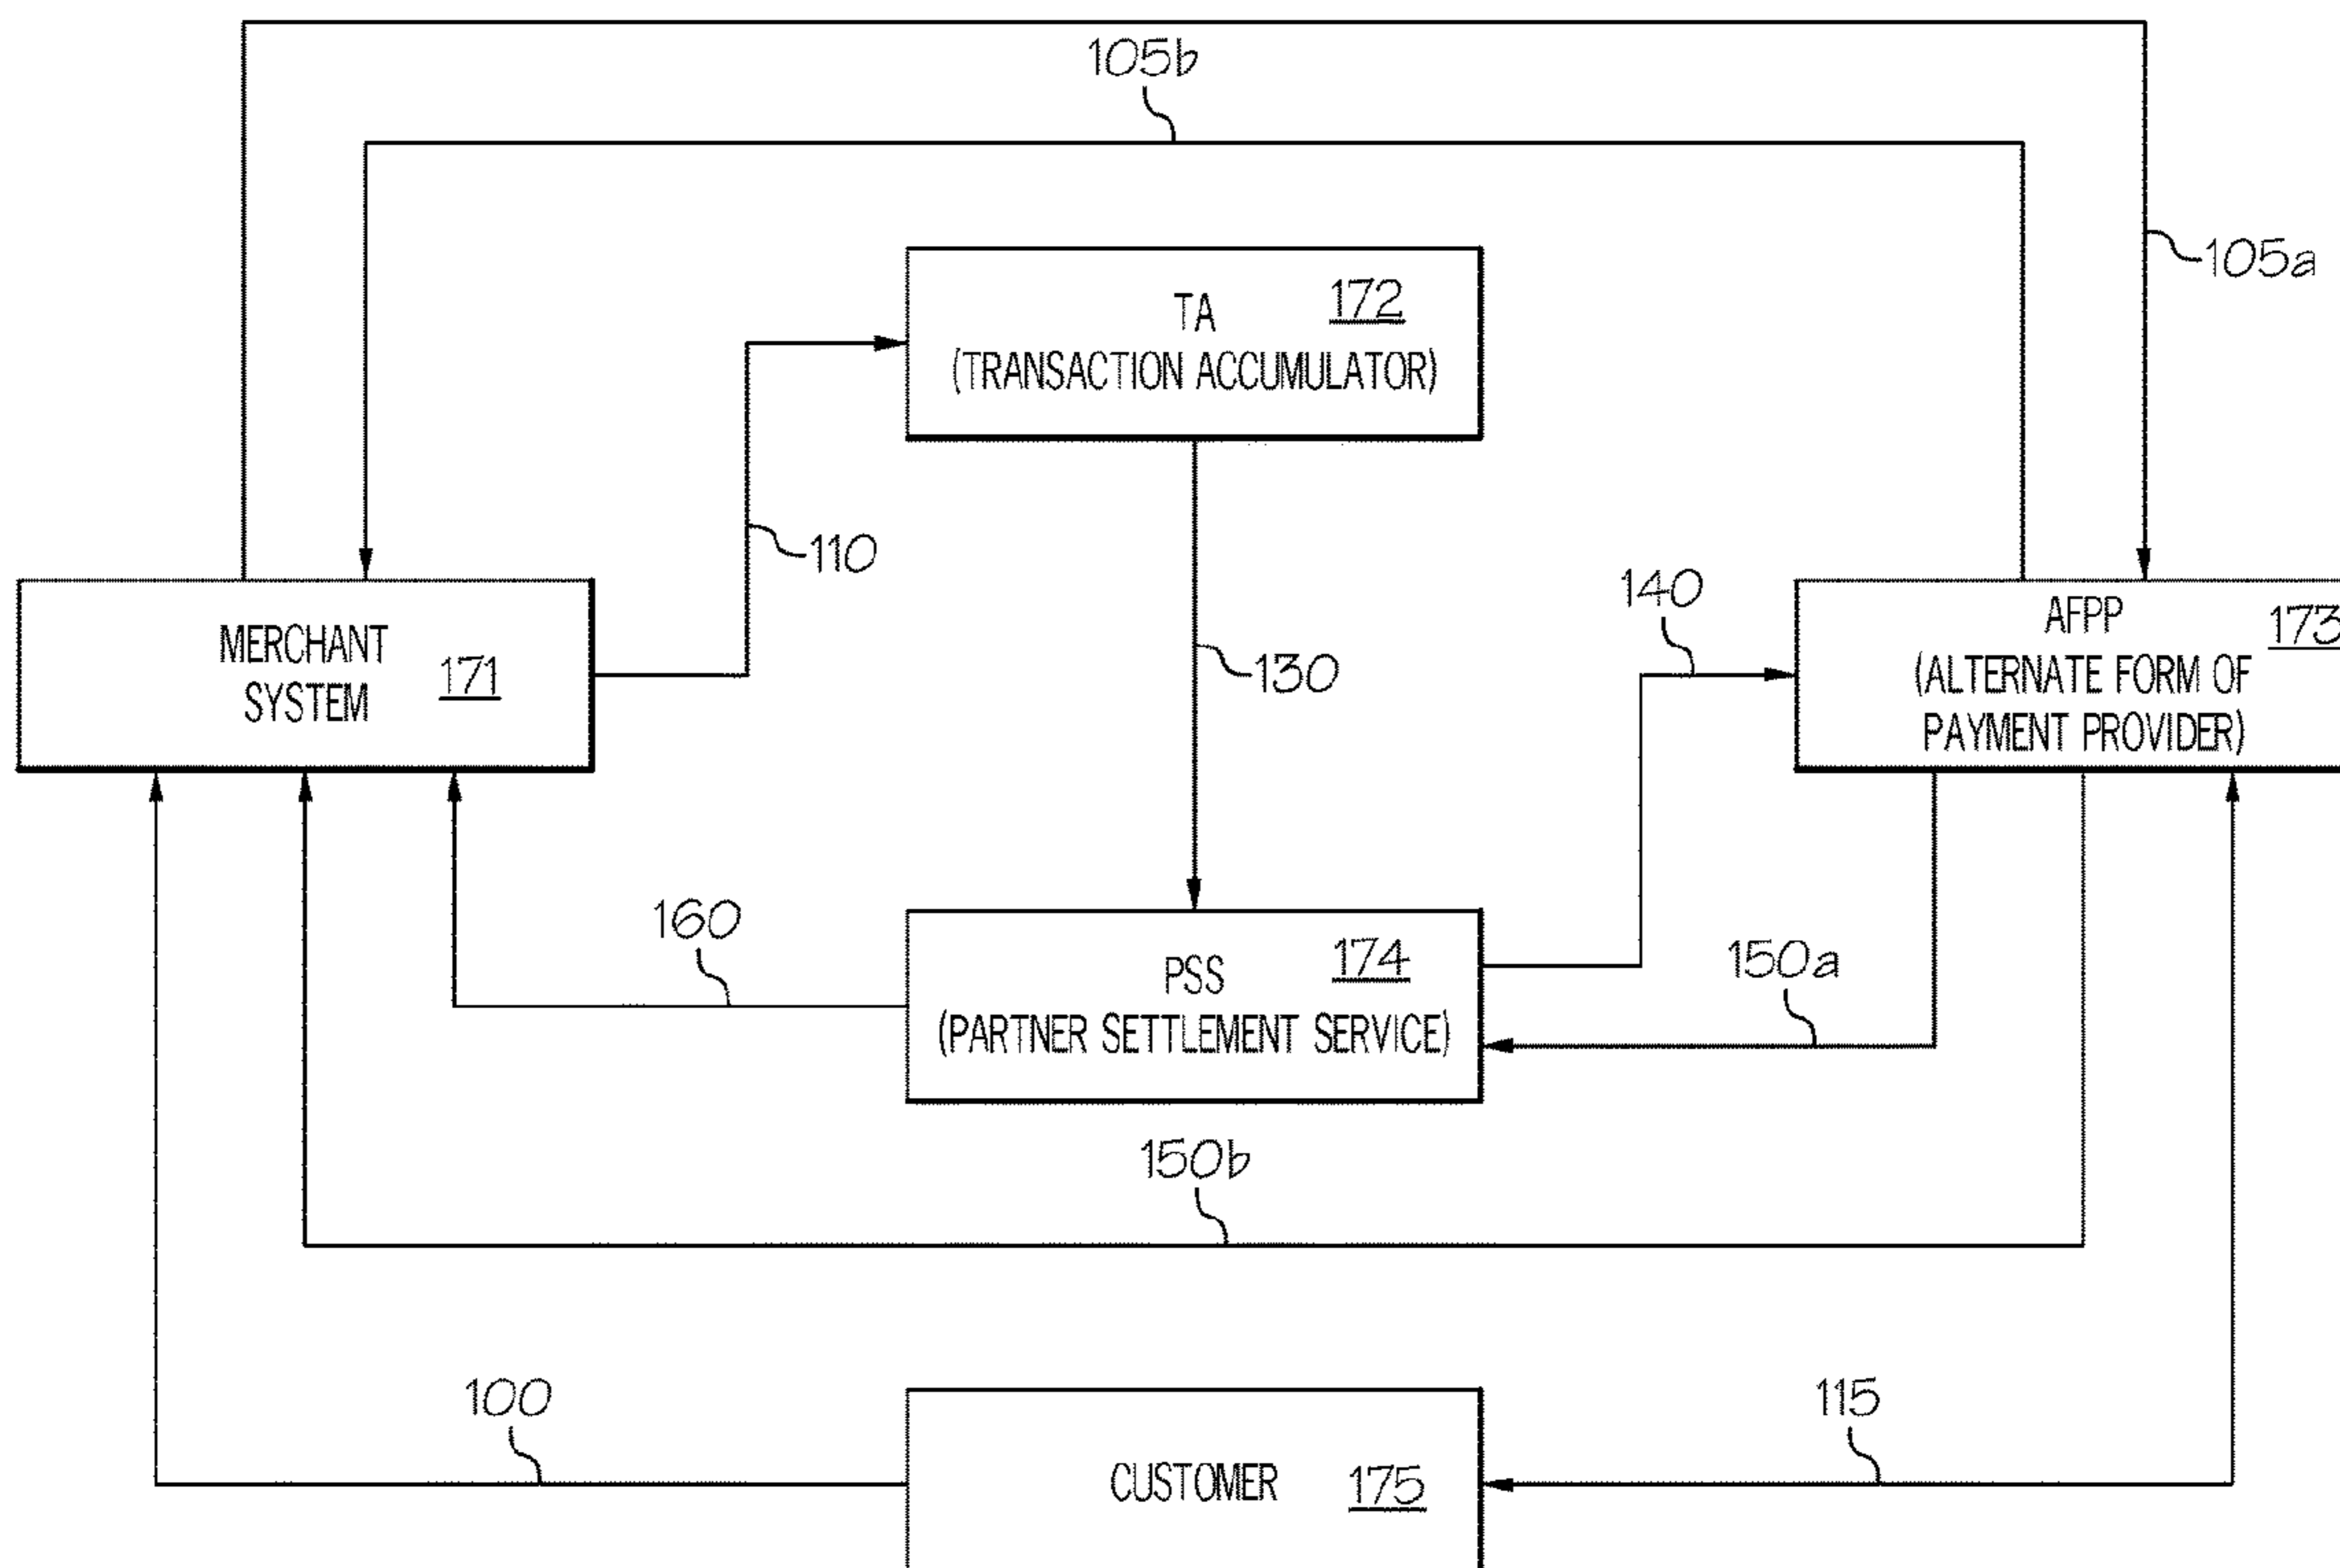 105b
105a
TA 172
(TRANSACTION ACCUMULATOR)
110
MERCHANT
SYSTEM 171
130
140
AFPP 173
(ALTERNATE FORM OF
PAYMENT PROVIDER)
160
PSS 174
(PARTNER SETTLEMENT SERVICE)
150a
150b
100
115
CUSTOMER 175